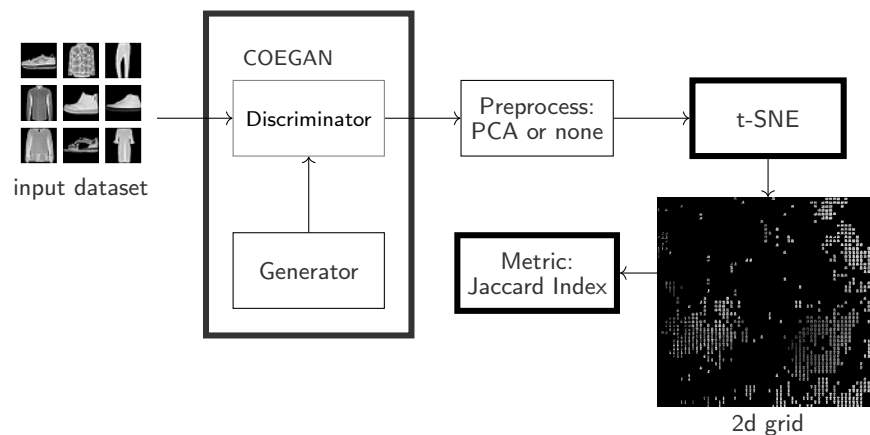 COEGAN
input dataset
Discriminator
Generator
Preprocess:
PCA or none
t-SNE
Metric:
Jaccard Index
2d grid